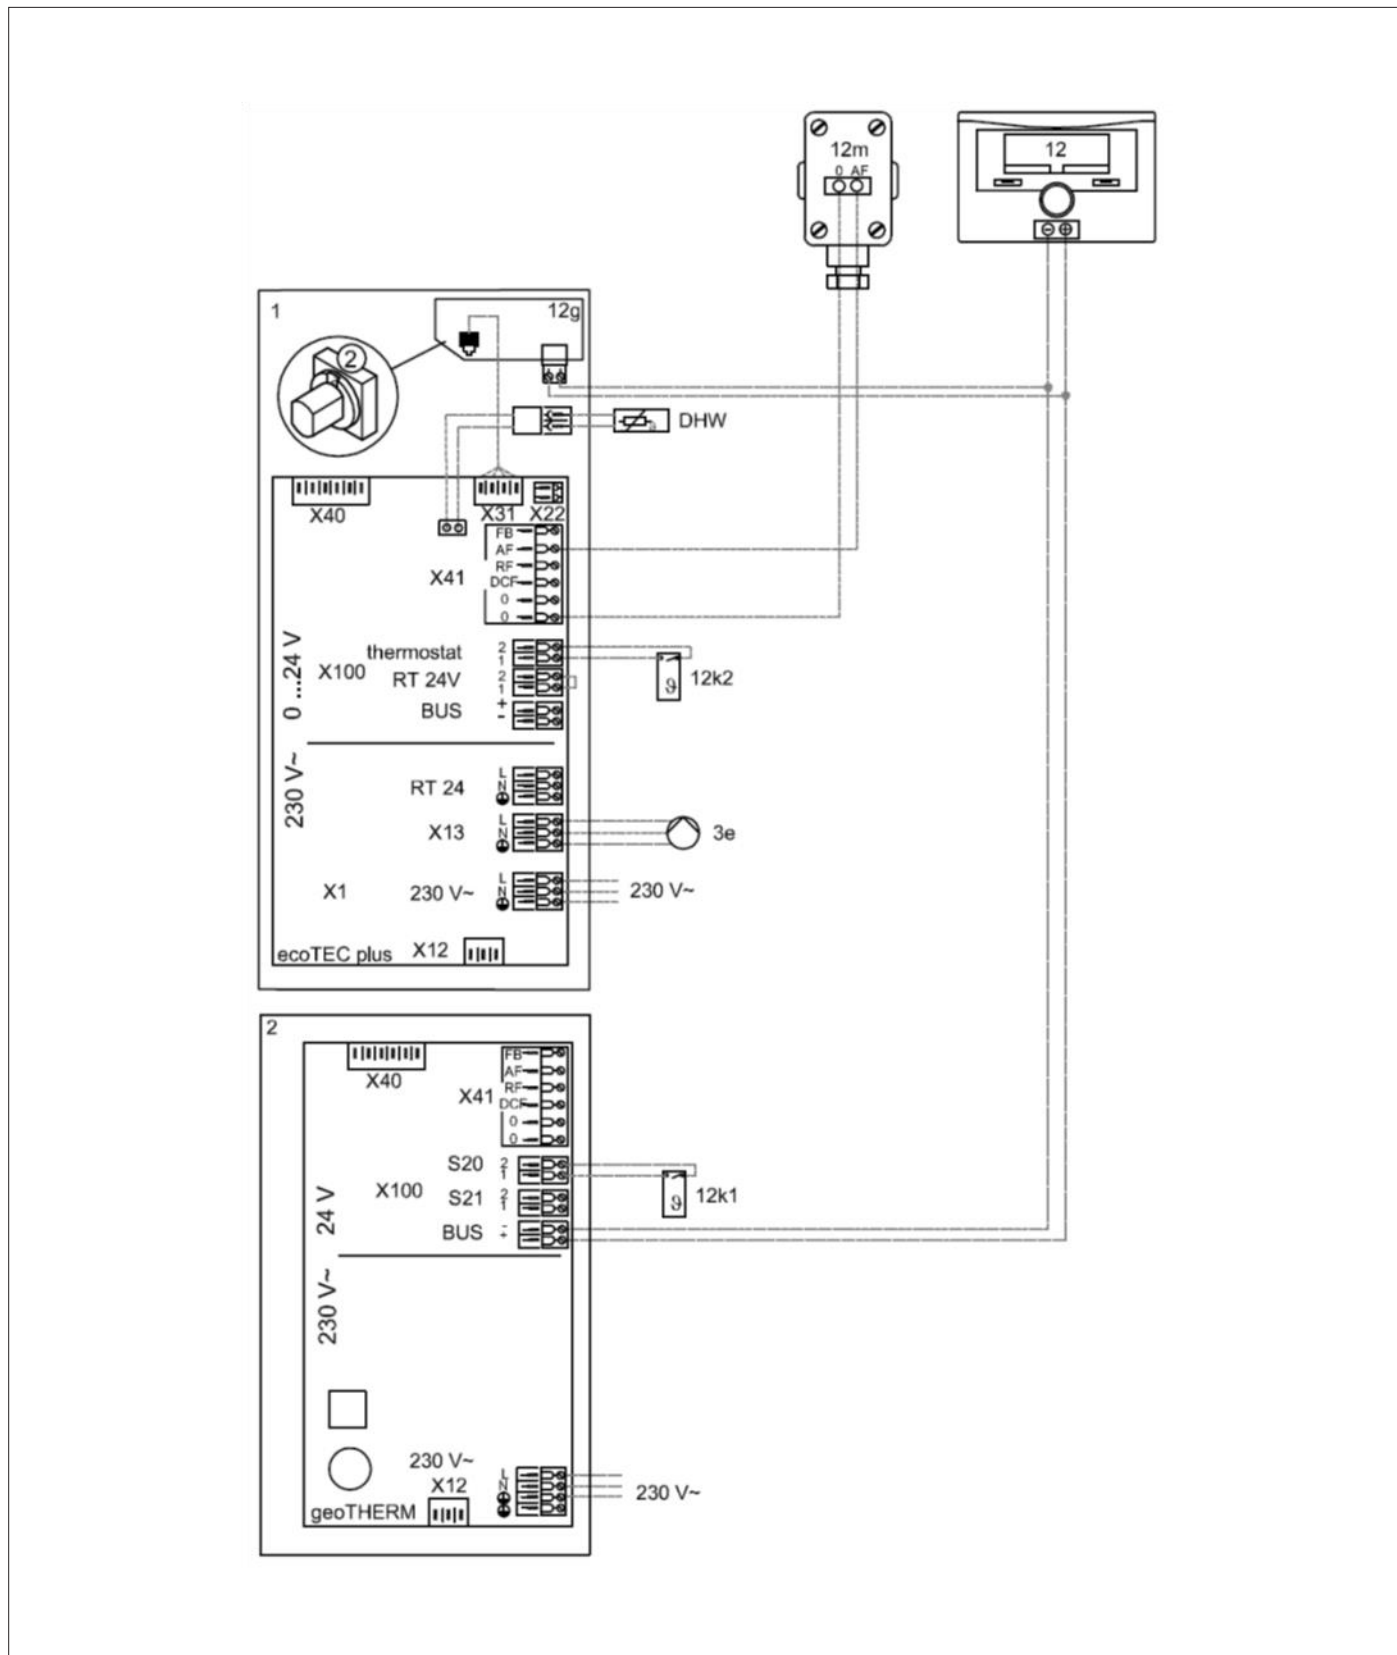 12m
0 AF
12
1
12g
2
DHW
X40
X31 X22
FB
AF
RF
DCF
0
0
X41
thermostat
2
1
X100
RT 24V
2
1
BUS
+
-
0 ...24 V
12k2
230 V~
RT 24
L
N
X13
L
N
3e
X1
230 V~
L
N
230 V~
ecoTEC plus
X12
2
X40
FB
AF
RF
DCF
0
0
X41
S20
2
1
X100
S21
2
1
12k1
BUS
-
+
24 V
230 V~
230 V~
X12
L
N
230 V~
geoTHERM